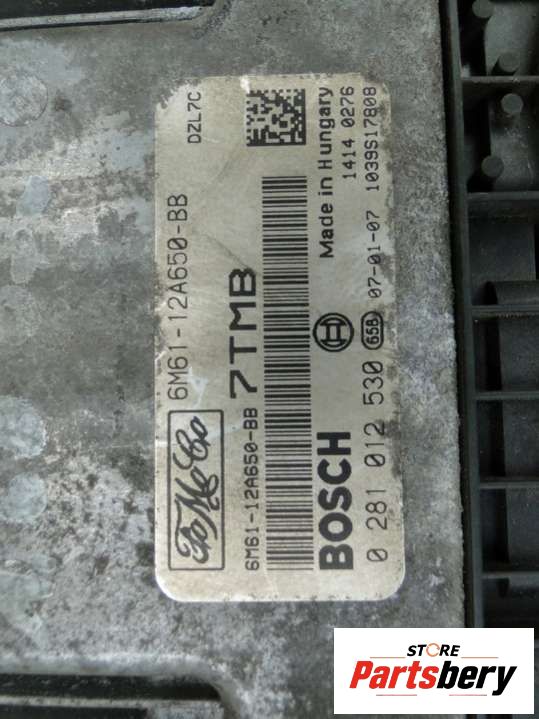 FoMoCo
6M61-12A650-BB
DZL7C
6M61-12A650-BB
7TMB
BOSCH
Made in Hungary
1414 0276
0 281 012 530
658
07-01-07
1039S17808
STORE
Partsbery